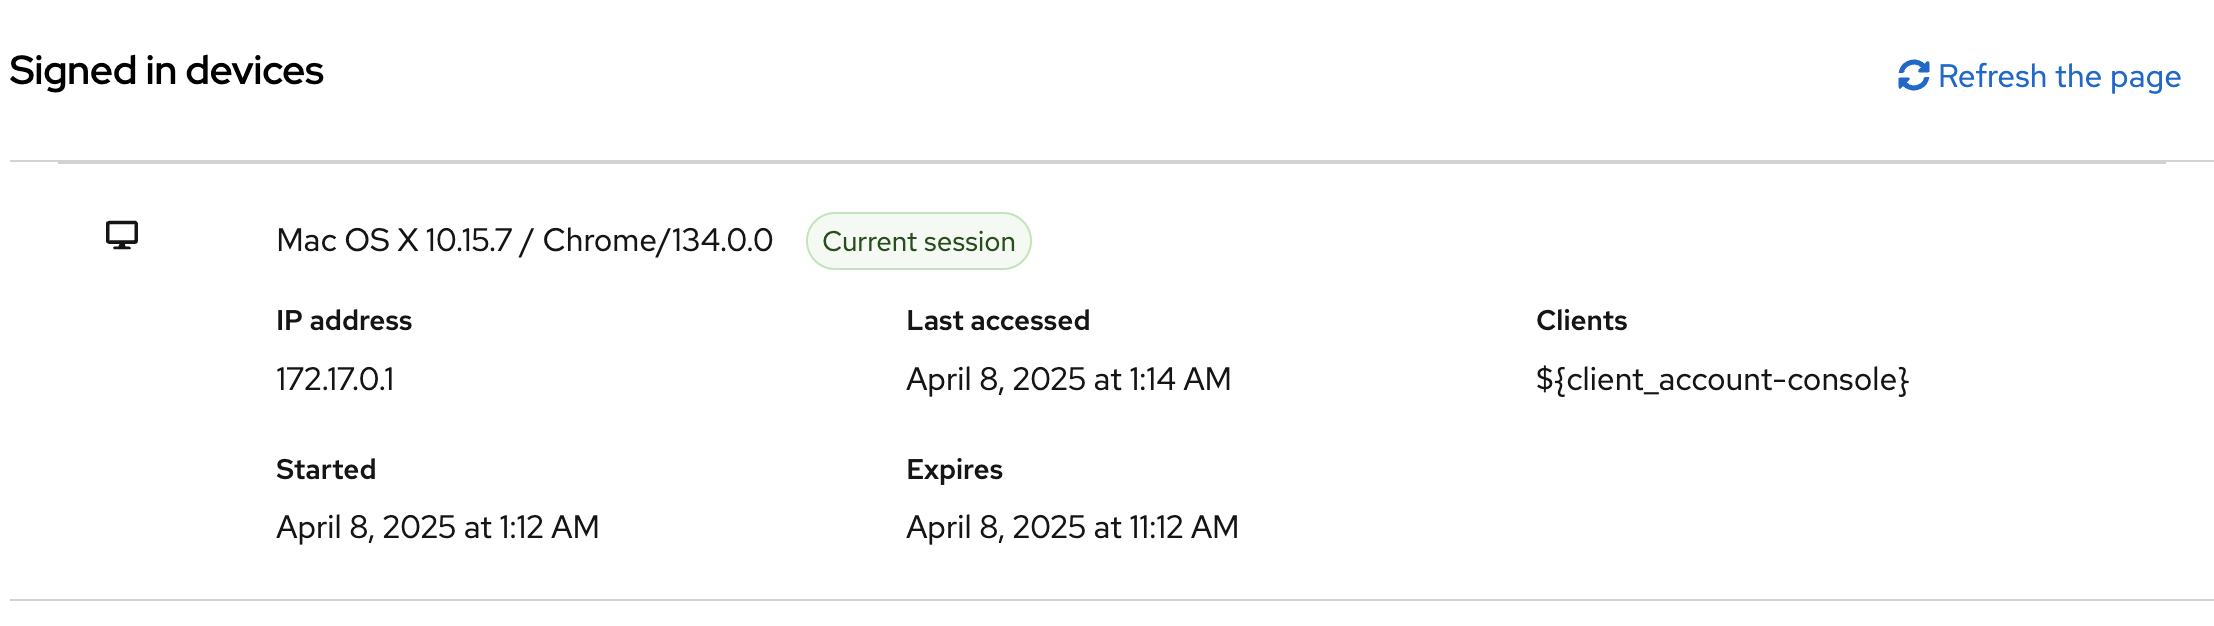 Signed in devices
Refresh the page
Mac OS X 10.15.7 / Chrome/134.0.0
Current session
IP address
Last accessed
Clients
172.17.0.1
April 8, 2025 at 1:14 AM
${client_account-console}
Started
Expires
April 8, 2025 at 1:12 AM
April 8, 2025 at 11:12 AM